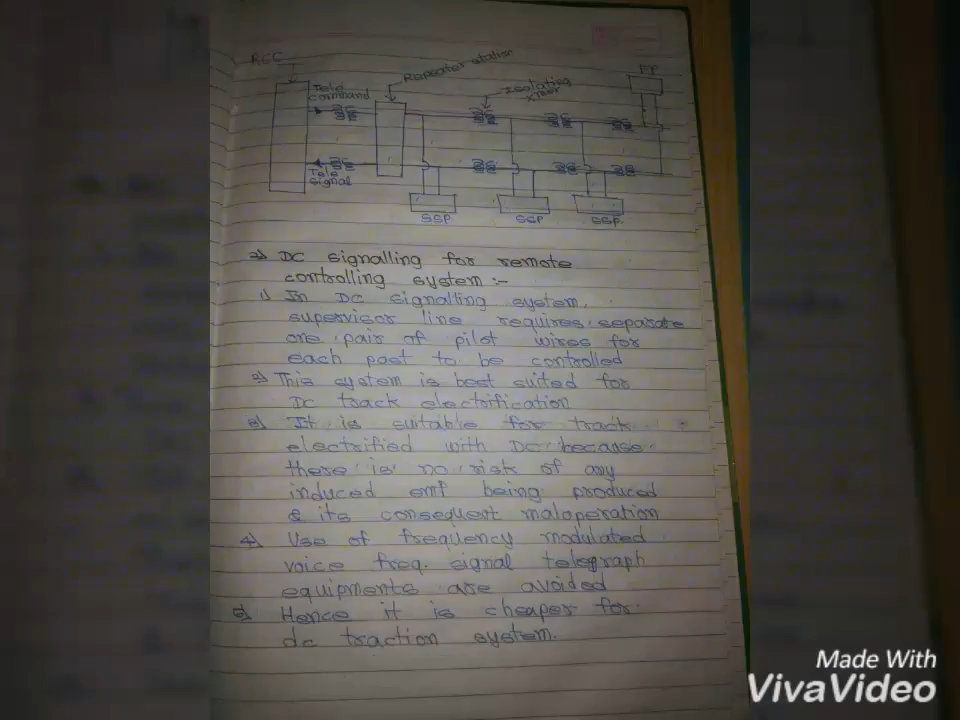 RCC
Repeater station
Tele
command
Isolating
xmer
FP
Tele
signal
SSP
SSP
SSP
DC signalling for remote
controlling system :-
1) In DC signalling system,
supervisor line requires separate
one pair of pilot wires for
each post to be controlled
2) This system is best suited for
DC track electrification
3) It is suitable for track
electrified with DC because
there is no risk of any
induced emf being produced
& its consequent maloperation
4) Use of frequency modulated
voice freq. signal telegraph
equipments are avoided
5) Hence it is cheaper for
dc traction system.
Made With
VivaVideo